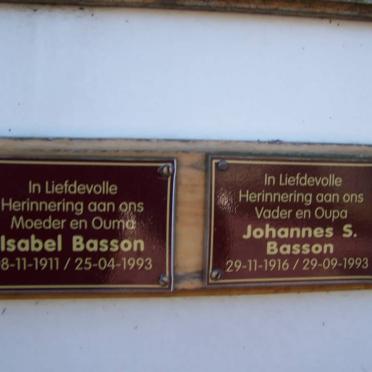 In Liefdevolle
Herinnering aan ons
Moeder en Ouma
Isabel Basson
8-11-1911 / 25-04-1993
In Liefdevolle
Herinnering aan ons
Vader en Oupa
Johannes S.
Basson
29-11-1916 / 29-09-1993